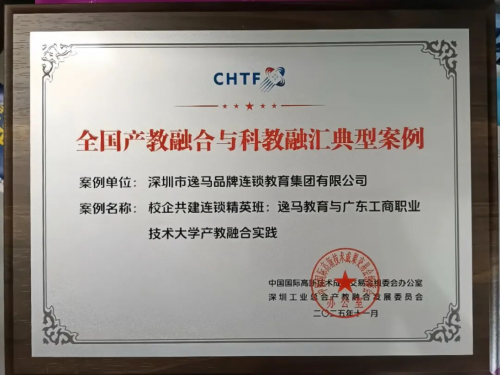 CHTF
全国产教融合与科教融汇典型案例
案例单位：深圳市逸马品牌连锁教育集团有限公司
案例名称：校企共建连锁精英班：逸马教育与广东工商职业
技术大学产教融合实践
中国国际高新技术成果交易会组委会办公室
深圳工业总会产教融合发展委员会
二〇二五年十一月
办公室